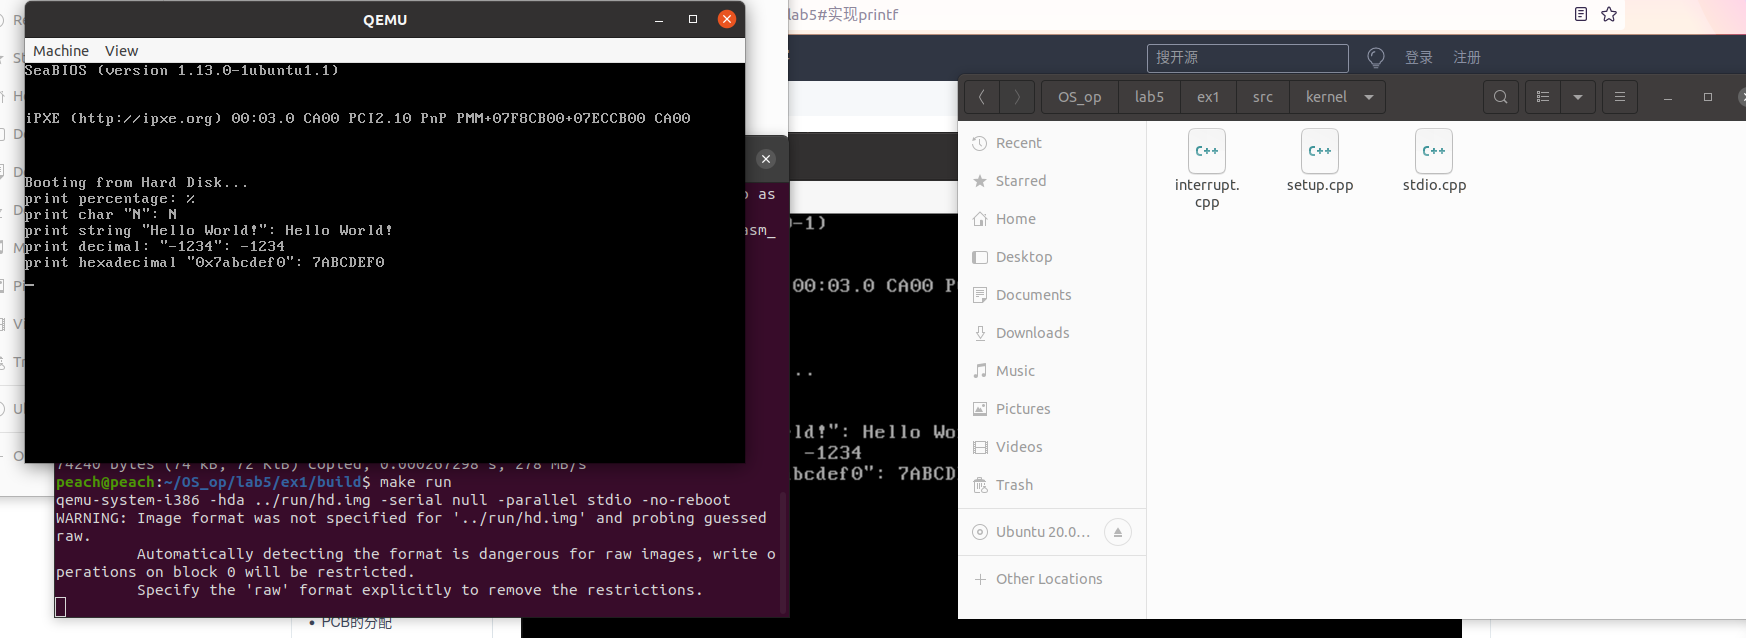 QEMU
Machine View
SeaBIOS (version 1.13.0-1ubuntu1.1)
iPXE (http://ipxe.org) 00:03.0 CA00 PCI2.10 PnP PMM+07F8CB00+07ECCB00 CA00
Booting from Hard Disk...
print percentage: %
print char "N": N
print string "Hello World!": Hello World!
print decimal: "-1234": -1234
print hexadecimal "0x7abcdef0": 7ABCDEF0
as
asm_
74240 bytes (74 kB, 72 KiB) copied, 0.000267298 s, 278 MB/s
peach@peach:~/OS_op/lab5/ex1/build$ make run
qemu-system-i386 -hda ../run/hd.img -serial null -parallel stdio -no-reboot
WARNING: Image format was not specified for '../run/hd.img' and probing guessed
raw.
Automatically detecting the format is dangerous for raw images, write o
perations on block 0 will be restricted.
Specify the 'raw' format explicitly to remove the restrictions.
PCB的分配
lab5#实现printf
搜开源
登录 注册
-1)
00:03.0 CA00 P
..
ld!": Hello Wo
-1234
bcdef0": 7ABCD
OS_op lab5 ex1 src kernel
Recent
Starred
Home
Desktop
Documents
Downloads
Music
Pictures
Videos
Trash
Ubuntu 20.0...
Other Locations
C++ C++ C++
interrupt. setup.cpp stdio.cpp
cpp